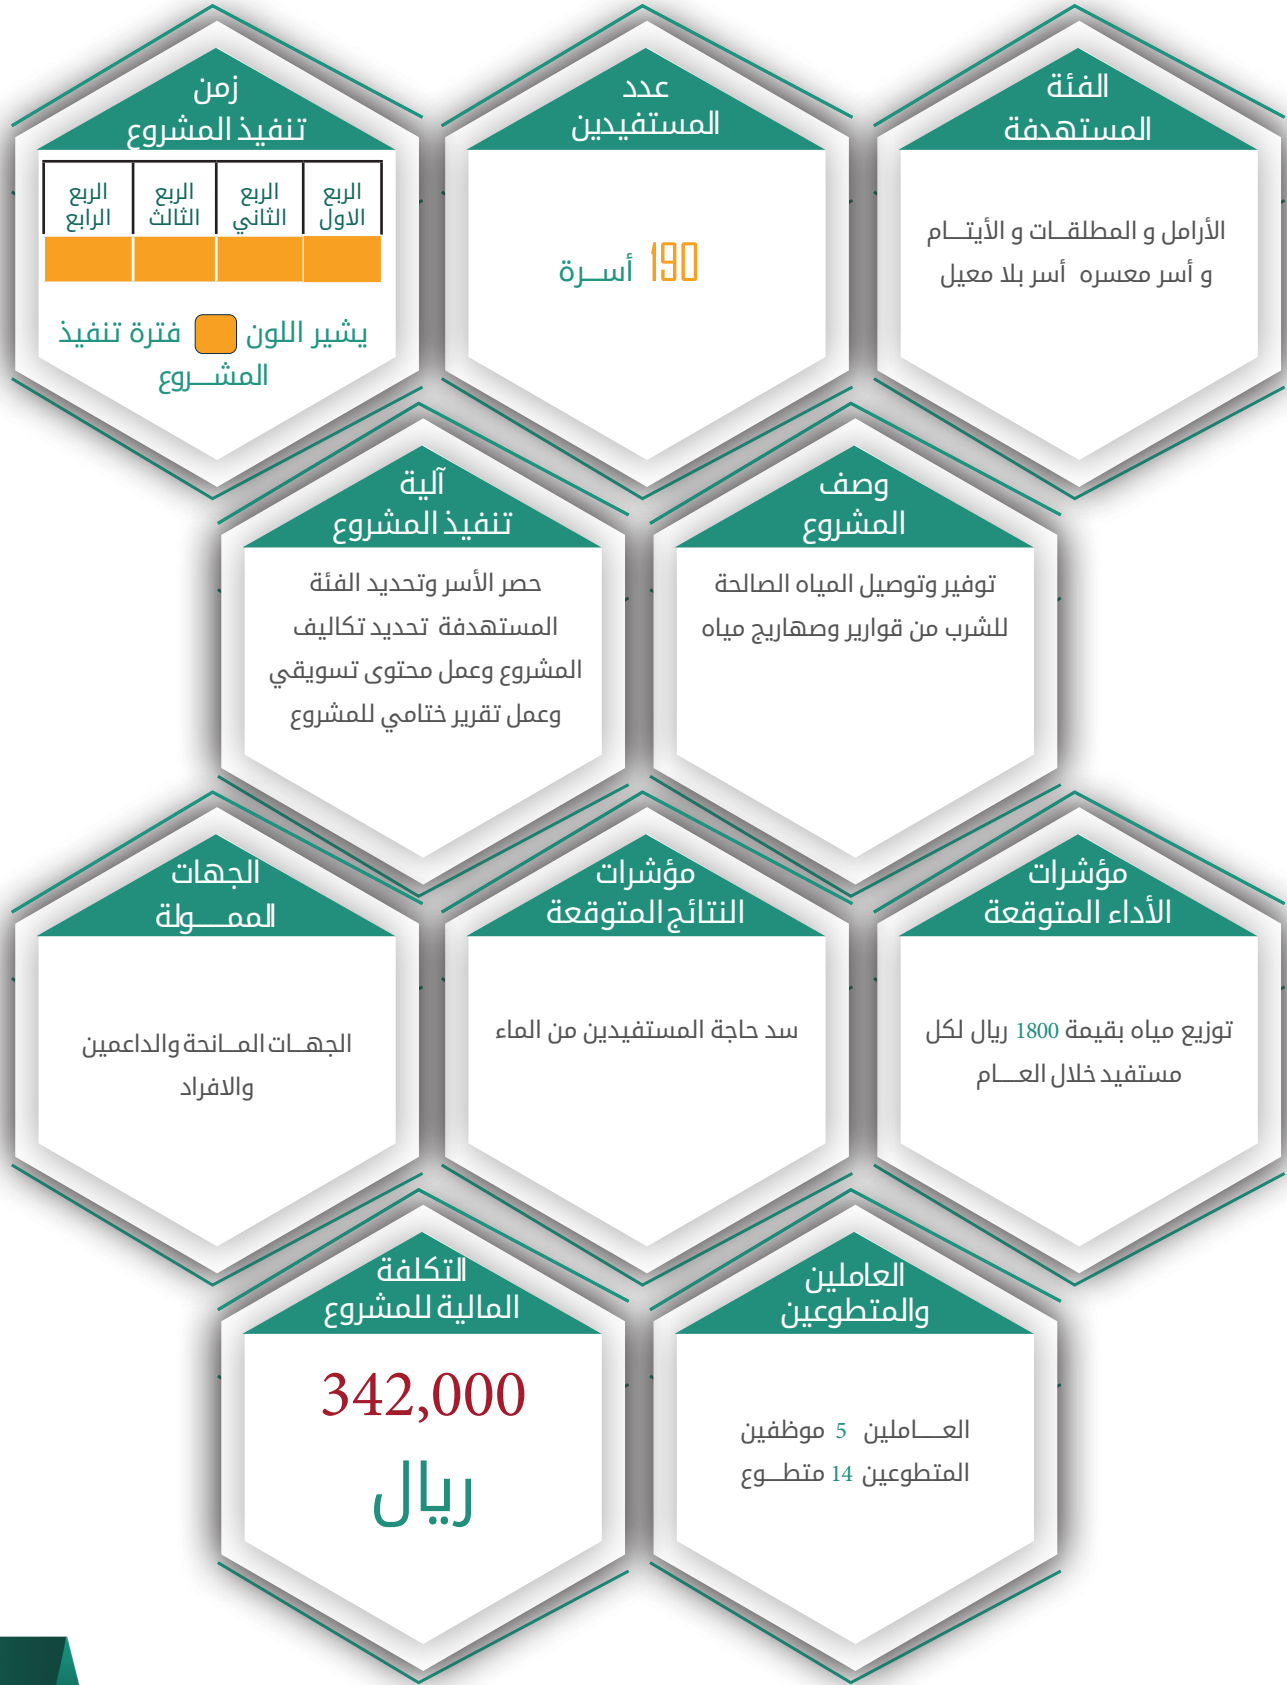 الفئة
المستهدفة
الأرامل و المطلقــات و الأيتــام
و أسر معسره أسر بلا معيل
عدد
المستفيدين
190 أســرة
زمن
تنفيذ المشروع
الربع الربع الربع الربع
الاول الثاني الثالث الرابع
يشير اللون فترة تنفيذ
المشـــروع
وصف
المشروع
توفير وتوصيل المياه الصالحة
للشرب من قوارير وصهاريج مياه
آلية
تنفيذ المشروع
حصر الأسر وتحديد الفئة
المستهدفة تحديد تكاليف
المشروع وعمل محتوى تسويقي
وعمل تقرير ختامي للمشروع
مؤشرات
الأداء المتوقعة
توزيع مياه بقيمة 1800 ريال لكل
مستفيد خلال العـــام
مؤشرات
النتائج المتوقعة
سد حاجة المستفيدين من الماء
الجهات
الممـــولة
الجهــات المــانحة والداعمين
والافراد
العاملين
والمتطوعين
العـــاملين 5 موظفين
المتطوعين 14 متطــوع
التكلفة
المالية للمشروع
342,000
ريال